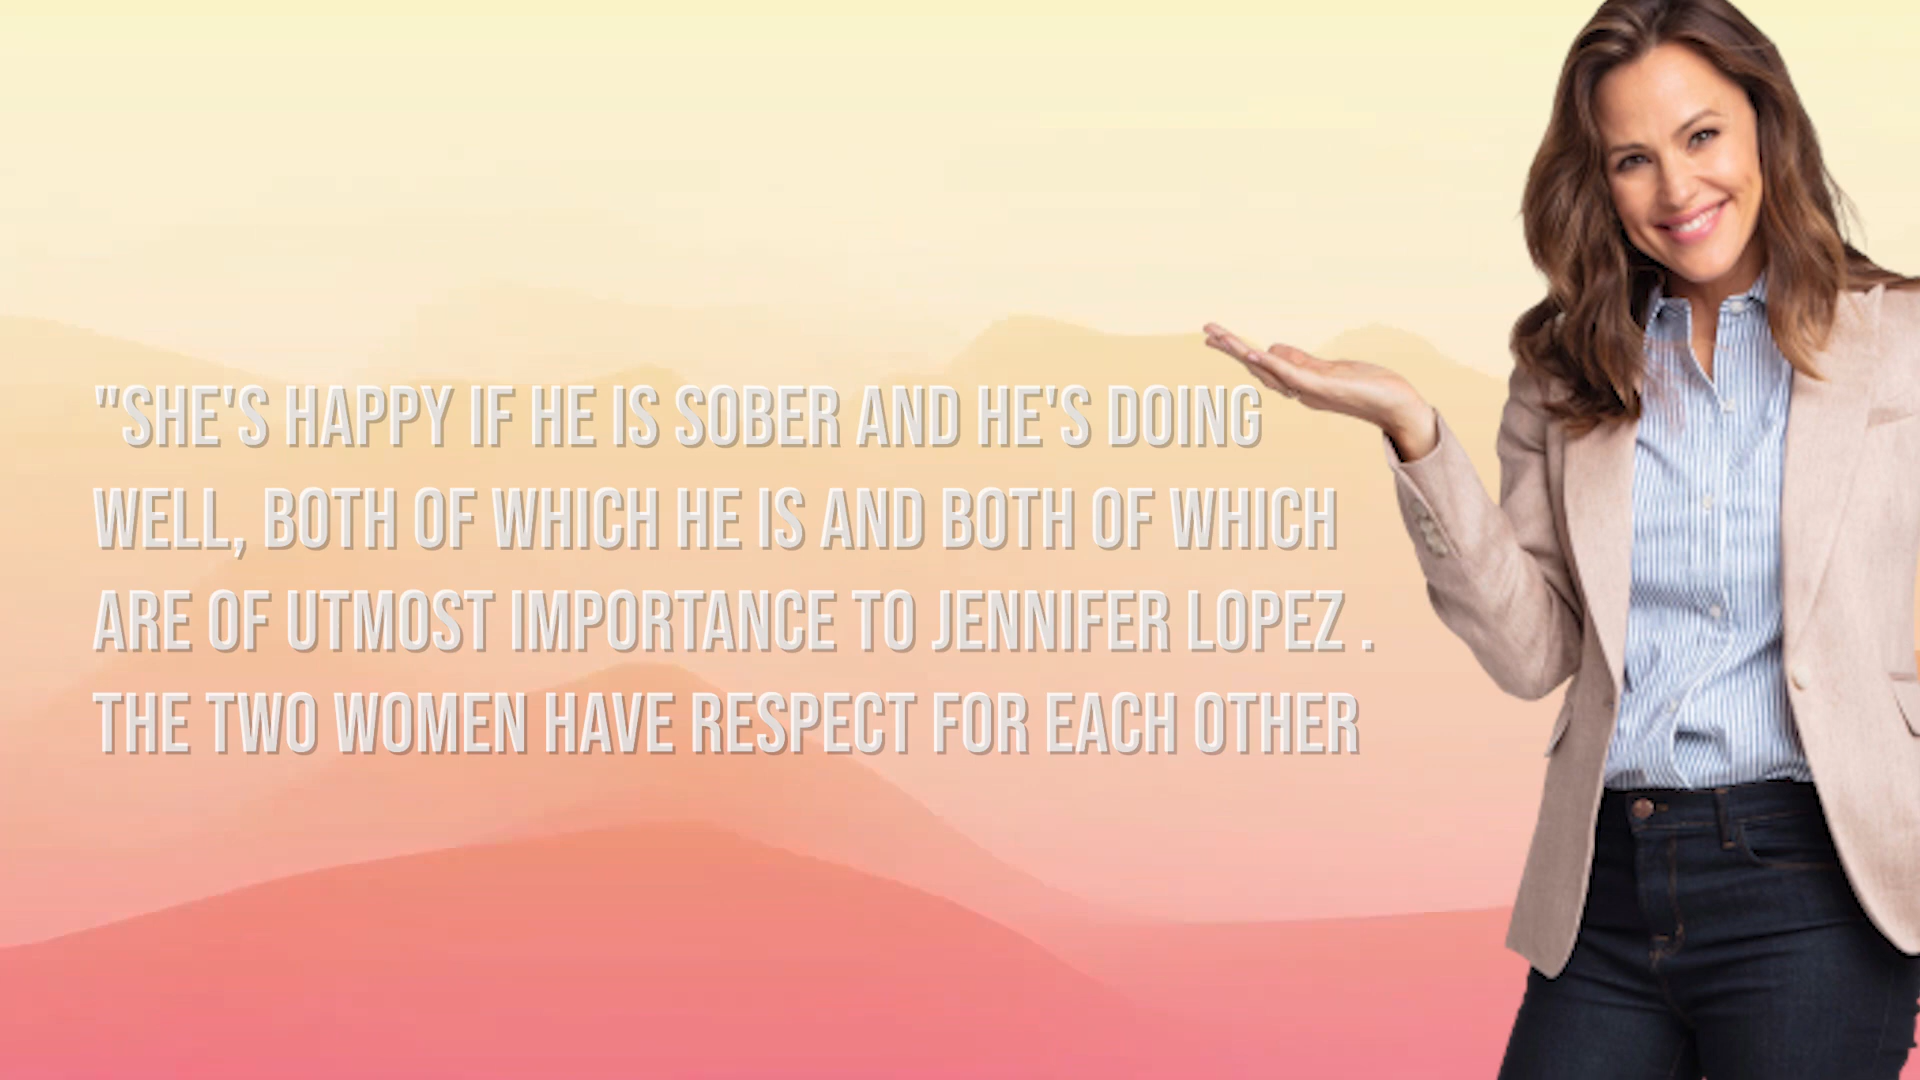 "SHE'S HAPPY IF HE IS SOBER AND HE'S DOING
WELL, BOTH OF WHICH HE IS AND BOTH OF WHICH
ARE OF UTMOST IMPORTANCE TO JENNIFER LOPEZ .
THE TWO WOMEN HAVE RESPECT FOR EACH OTHER